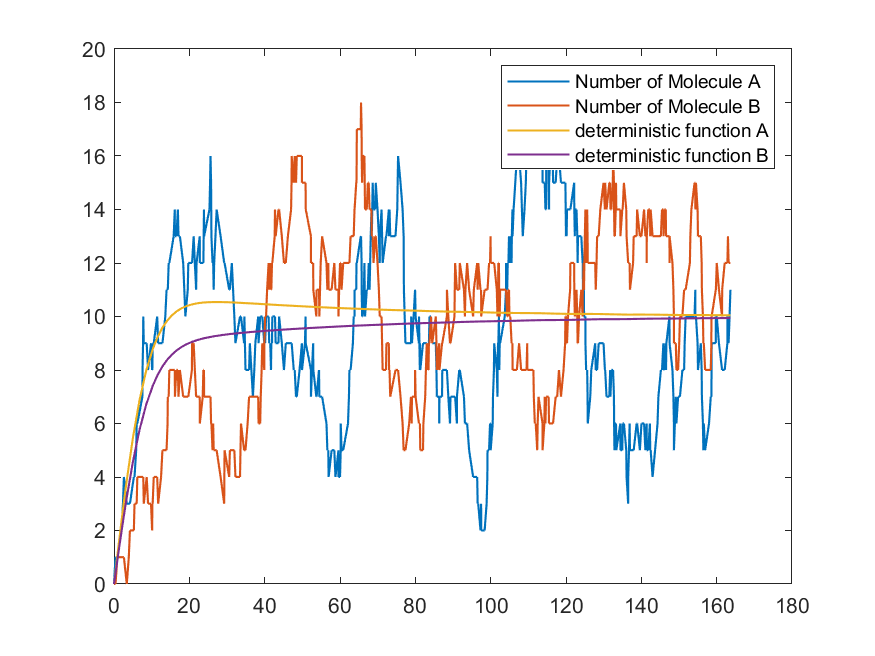 20
18
16
14
12
10
8
6
4
2
0
Number of Molecule A
Number of Molecule B
deterministic function A
deterministic function B
0 20 40 60 80 100 120 140 160 180